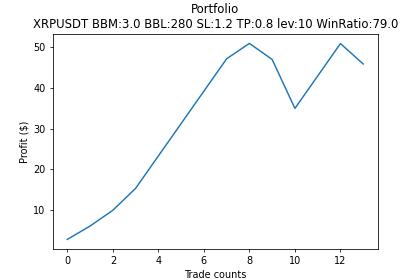 Portfolio
XRPUSDT BBM:3.0 BBL:280 SL:1.2 TP:0.8 lev:10 WinRatio:79.0
50
40
30
20
10
Profit ($)
0 2 4 6 8 10 12
Trade counts